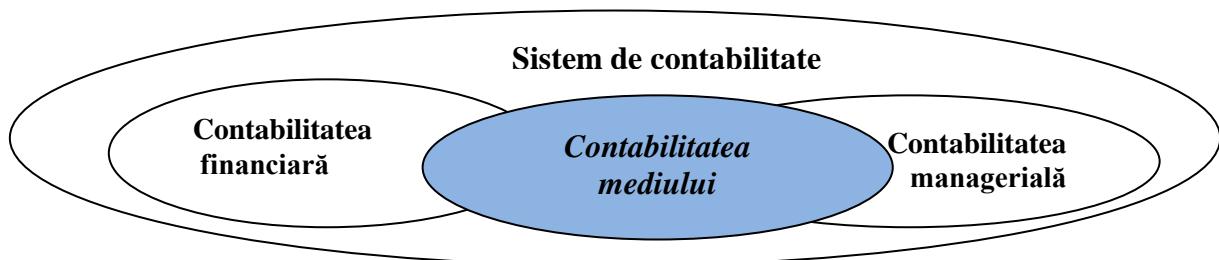 Sistem de contabilitate
Contabilitatea
financiară
Contabilitatea
mediului
Contabilitatea
managerială